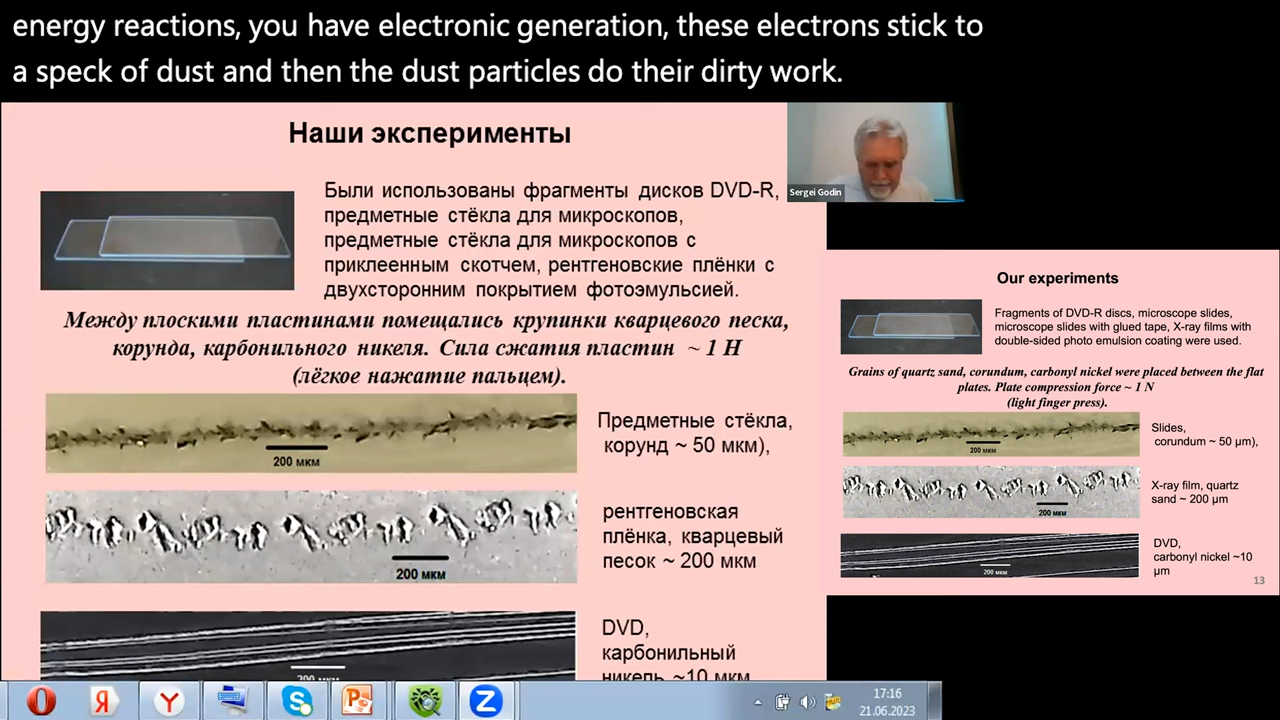 energy reactions, you have electronic generation, these electrons stick to
a speck of dust and then the dust particles do their dirty work.
Наши эксперименты
Были использованы фрагменты дисков DVD-R,
предметные стёкла для микроскопов,
предметные стёкла для микроскопов с
приклеенным скотчем, рентгеновские плёнки с
двухсторонним покрытием фотоэмульсией.
Между плоскими пластинами помещались крупинки кварцевого песка,
корунда, карбонильного никеля. Сила сжатия пластин ~ 1 Н
(лёгкое нажатие пальцем).
200 мкм
Предметные стёкла,
корунд ~ 50 мкм),
200 мкм
рентгеновская
плёнка, кварцевый
песок ~ 200 мкм
200 мкм
DVD,
карбонильный
никель ~10 мкм
Sergei Godin
Our experiments
Fragments of DVD-R discs, microscope slides,
microscope slides with glued tape, X-ray films with
double-sided photo emulsion coating were used.
Grains of quartz sand, corundum, carbonyl nickel were placed between the flat
plates. Plate compression force ~ 1 N
(light finger press).
200 мкм
Slides,
corundum ~ 50 µm),
200 мкм
X-ray film, quartz
sand ~ 200 µm
200 мкм
DVD,
carbonyl nickel ~10
µm
13
17:16
21.06.2023